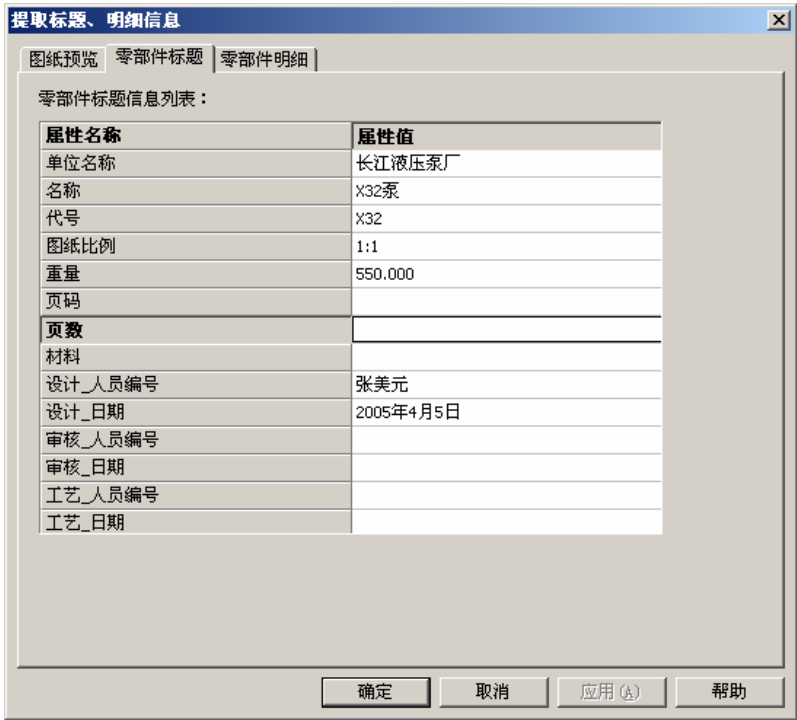 提取标题、明细信息
图纸预览 零部件标题 零部件明细
零部件标题信息列表：
属性名称 属性值
单位名称 长江液压泵厂
名称 X32泵
代号 X32
图纸比例 1:1
重量 550.000
页码
页数
材料
设计_人员编号 张美元
设计_日期 2005年4月5日
审核_人员编号
审核_日期
工艺_人员编号
工艺_日期
确定 取消 应用(A) 帮助